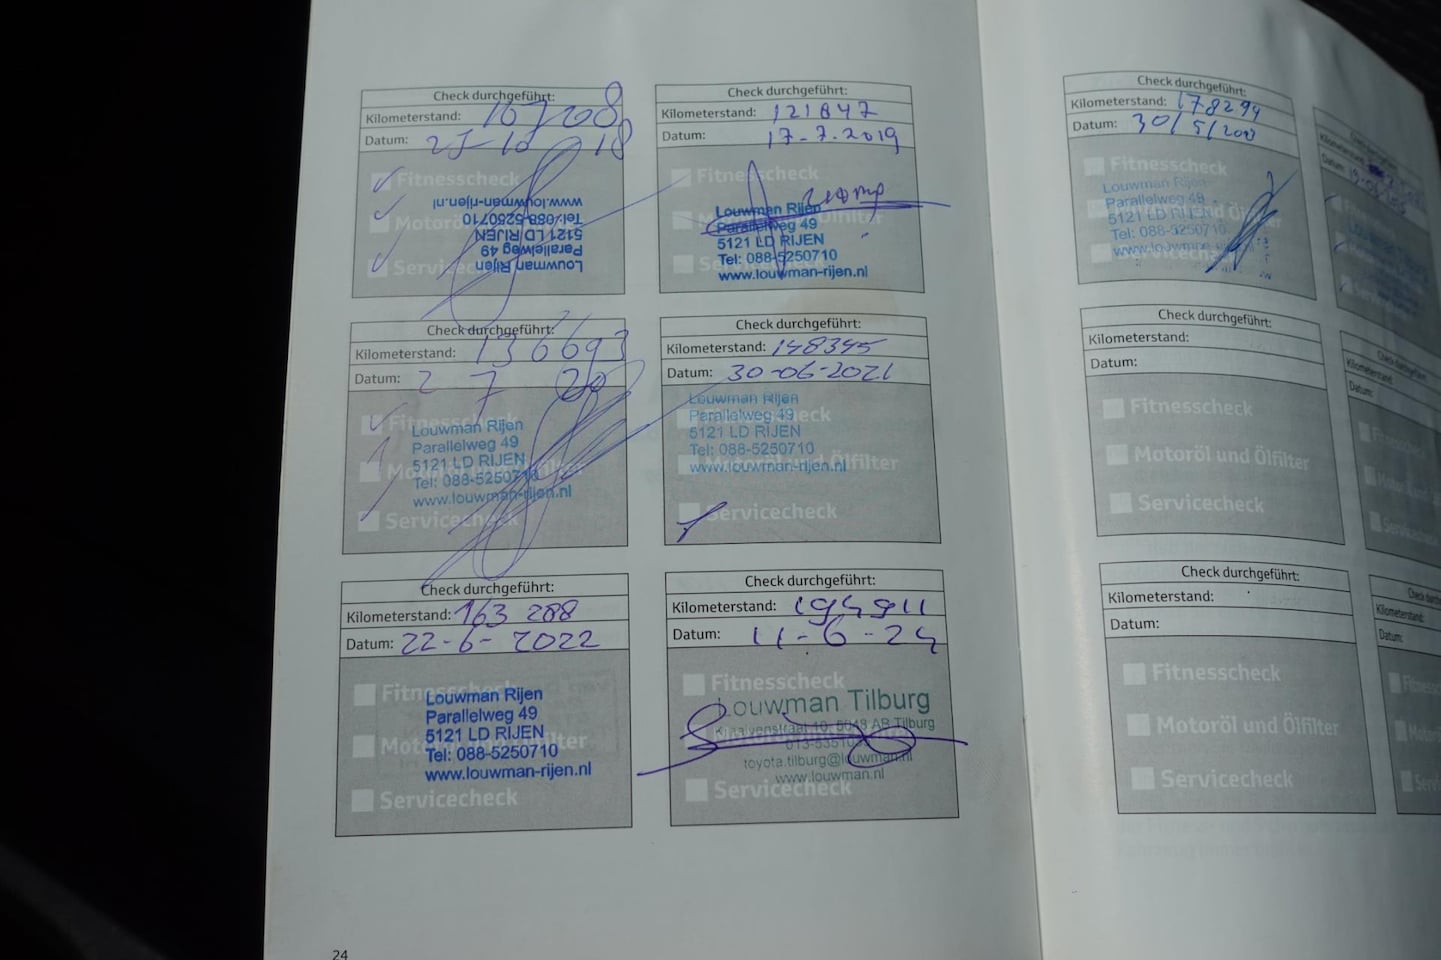 Check durchgeführt:
Kilometerstand: 107208
Datum: 25-10 18
Fitnesscheck
Louwman Rijen
Parallelweg 49
5121 LD RIJEN
Tel: 088-5250710
www.louwman-rijen.nl
Check durchgeführt:
Kilometerstand: 121847
Datum: 17-7-2019
Fitnesscheck
Louwman Rijen
Parallelweg 49
5121 LD RIJEN
Tel: 088-5250710
www.louwman-rijen.nl
Check durchgeführt:
Kilometerstand: 136693
Datum: 2 7 20
Louwman Rijen
Parallelweg 49
5121 LD RIJEN
Tel: 088-5250710
www.louwman-rijen.nl
Servicecheck
Check durchgeführt:
Kilometerstand: 148345
Datum: 30-06-2021
Louwman Rijen
Parallelweg 49
5121 LD RIJEN
Tel: 088-5250710
www.louwman-rijen.nl
Servicecheck
Check durchgeführt:
Kilometerstand: 163 288
Datum: 22-6-2022
Fitnesscheck
Louwman Rijen
Parallelweg 49
5121 LD RIJEN
Tel: 088-5250710
www.louwman-rijen.nl
Servicecheck
Check durchgeführt:
Kilometerstand: 194911
Datum: 11-6-24
Fitnesscheck
Louwman Tilburg
5048 AB Tilburg
toyota.tilburg@louwman.nl
www.louwman.nl
Servicecheck
24
Check durchgeführt:
Kilometerstand: 178294
Datum: 30/5/
Fitnesscheck
Louwman Rijen
Parallelweg 49
5121 LD RIJEN
Tel: 088-5250710
Check durchgeführt:
Kilometerstand:
Datum:
Fitnesscheck
Motoröl und Ölfilter
Servicecheck
Check durchgeführt:
Kilometerstand:
Datum:
Fitnesscheck
Motoröl und Ölfilter
Servicecheck